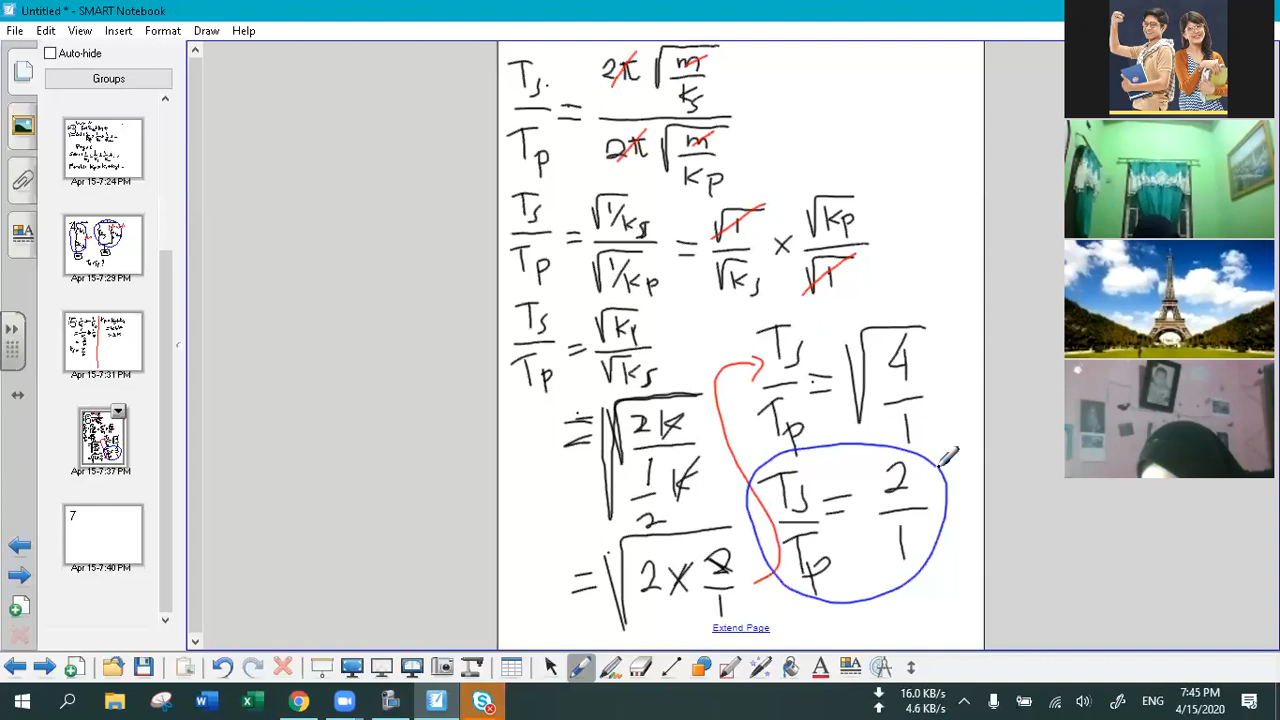 Untitled * - SMART Notebook
File Edit View Insert Format Draw Help
Auto-hide
Groups
Apr 15-7:24 PM
Apr 15-7:29 PM
Apr 15-7:31 PM
Apr 15-7:37 PM
7
Apr 15-7:40 PM
Ts/Tp = 2π √(m/ks) / 2π √(m/kp)
Ts/Tp = √1/ks / √1/kp = √1/√ks × √kp/√1
Ts/Tp = √kp/√ks
= √(2k / ½k)
= √(2 × 2/1)
Ts/Tp = √(4/1)
Ts/Tp = 2/1
Extend Page
16.0 KB/s
4.6 KB/s
ENG
7:45 PM
4/15/2020